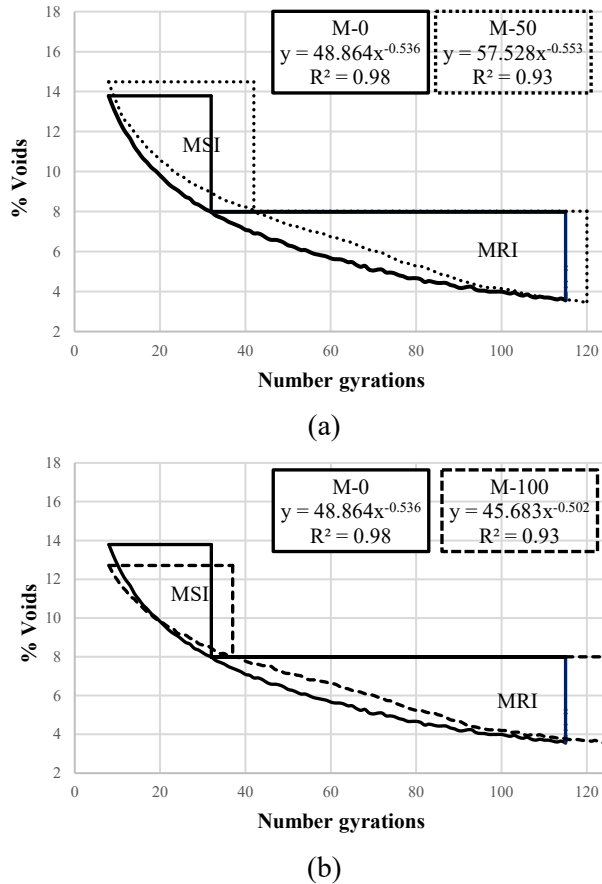 18
16
14
12
10
8
6
4
2
% Voids
M-0
y = 48.864x⁻⁰·⁵³⁶
R² = 0.98
M-50
y = 57.528x⁻⁰·⁵⁵³
R² = 0.93
MSI
MRI
0 20 40 60 80 100 120
Number gyrations
(a)
18
16
14
12
10
8
6
4
2
% Voids
M-0
y = 48.864x⁻⁰·⁵³⁶
R² = 0.98
M-100
y = 45.683x⁻⁰·⁵⁰²
R² = 0.93
MSI
MRI
0 20 40 60 80 100 120
Number gyrations
(b)